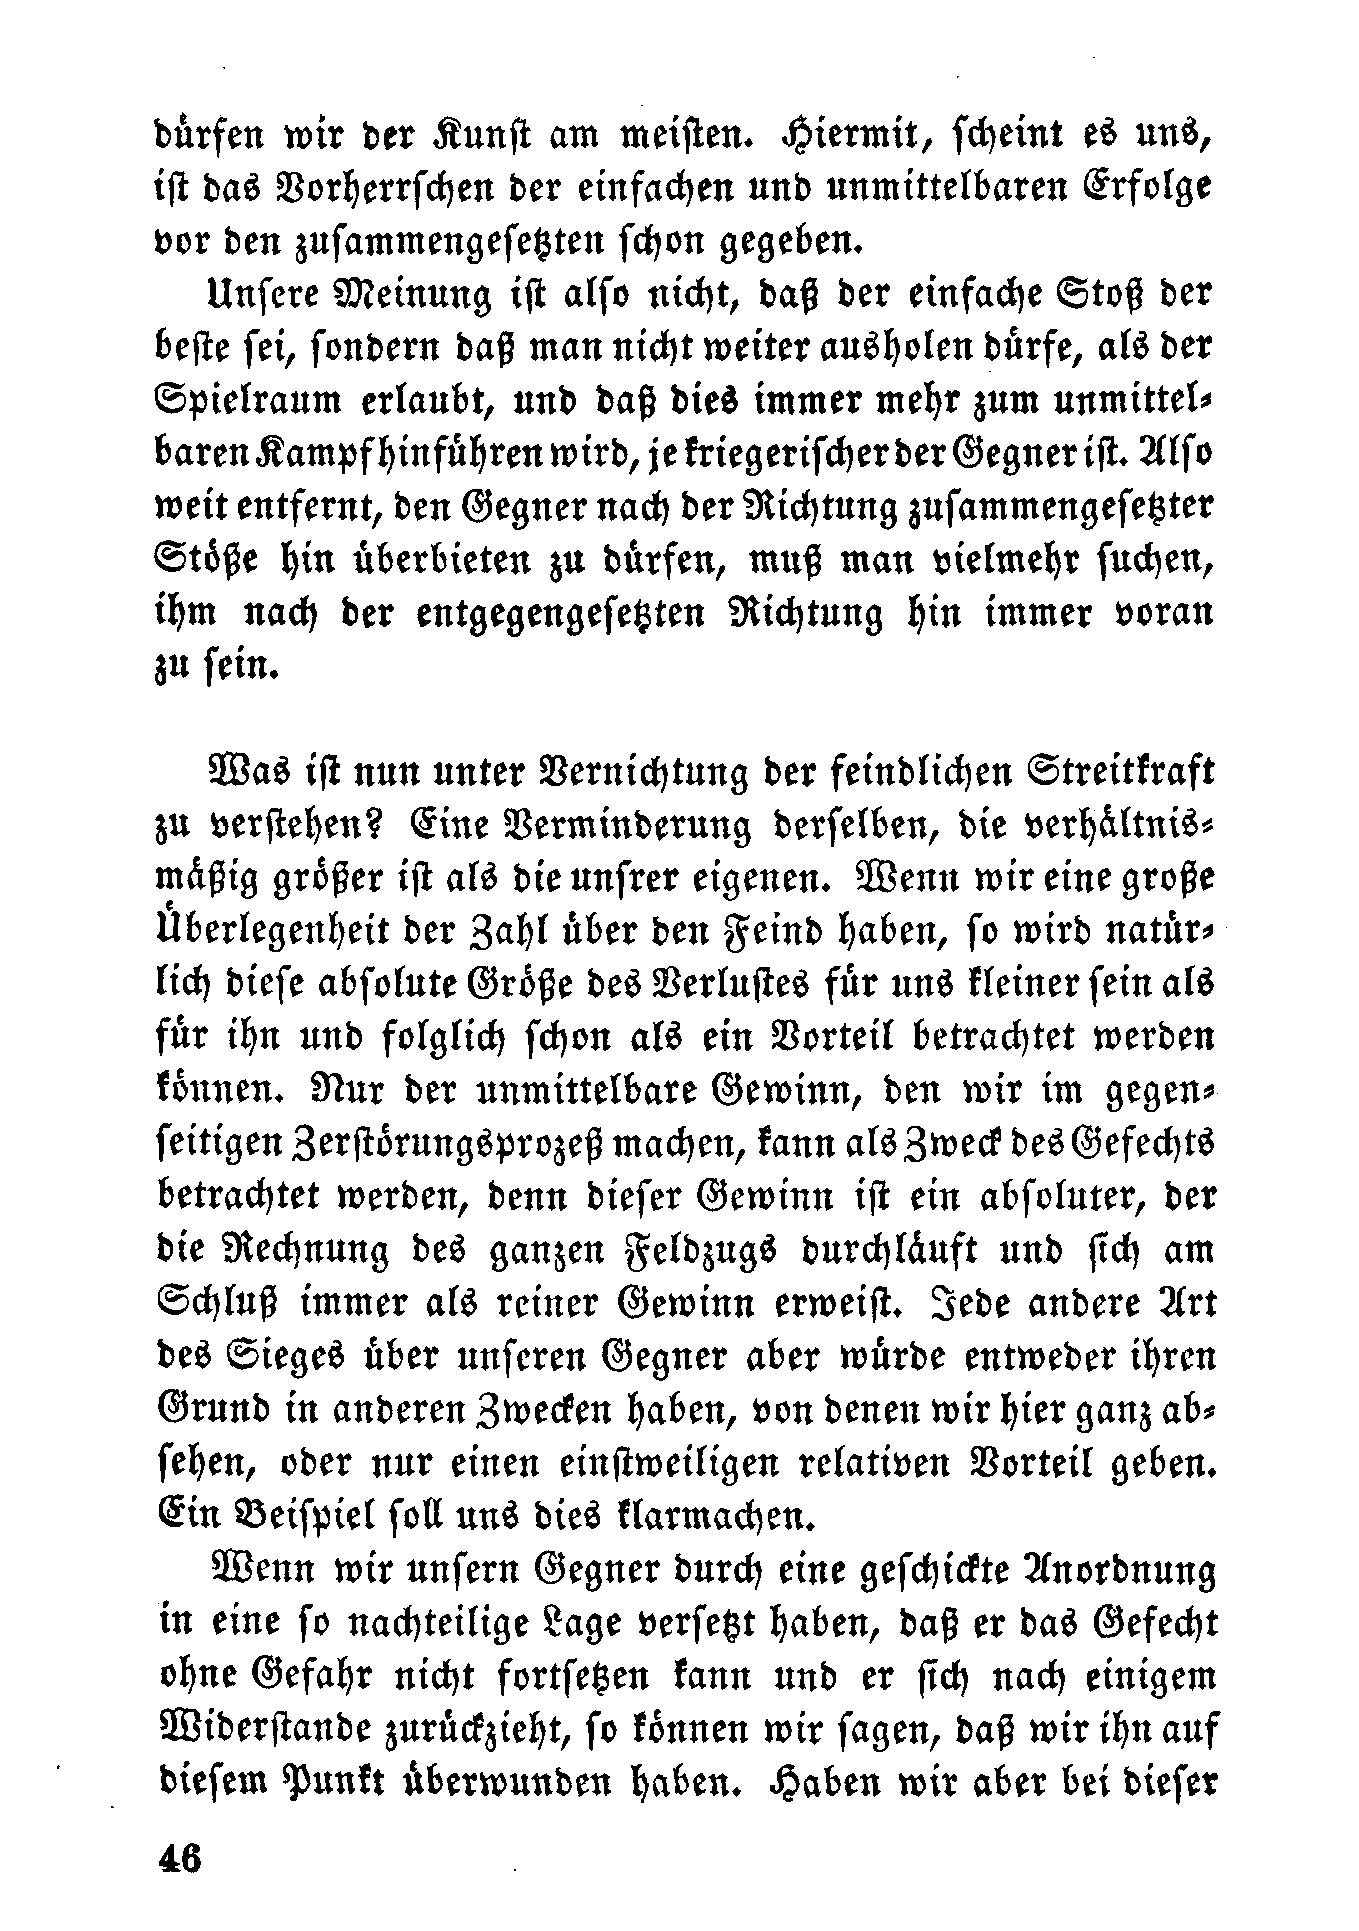 dürfen wir der Kunst am meisten. Hiermit, scheint es uns,
ist das Vorherrschen der einfachen und unmittelbaren Erfolge
vor den zusammengesetzten schon gegeben.
Unsere Meinung ist also nicht, daß der einfache Stoß der
beste sei, sondern daß man nicht weiter ausholen dürfe, als der
Spielraum erlaubt, und daß dies immer mehr zum unmittel-
baren Kampf hinführen wird, je kriegerischer der Gegner ist. Also
weit entfernt, den Gegner nach der Richtung zusammengesetzter
Stöße hin überbieten zu dürfen, muß man vielmehr suchen,
ihm nach der entgegengesetzten Richtung hin immer voran
zu sein.
Was ist nun unter Vernichtung der feindlichen Streitkraft
zu verstehen? Eine Verminderung derselben, die verhältnis-
mäßig größer ist als die unsrer eigenen. Wenn wir eine große
Überlegenheit der Zahl über den Feind haben, so wird natür-
lich diese absolute Größe des Verlustes für uns kleiner sein als
für ihn und folglich schon als ein Vorteil betrachtet werden
können. Nur der unmittelbare Gewinn, den wir im gegen-
seitigen Zerstörungsprozeß machen, kann als Zweck des Gefechts
betrachtet werden, denn dieser Gewinn ist ein absoluter, der
die Rechnung des ganzen Feldzugs durchläuft und sich am
Schluß immer als reiner Gewinn erweist. Jede andere Art
des Sieges über unseren Gegner aber würde entweder ihren
Grund in anderen Zwecken haben, von denen wir hier ganz ab-
sehen, oder nur einen einstweiligen relativen Vorteil geben.
Ein Beispiel soll uns dies klarmachen.
Wenn wir unsern Gegner durch eine geschickte Anordnung
in eine so nachteilige Lage versetzt haben, daß er das Gefecht
ohne Gefahr nicht fortsetzen kann und er sich nach einigem
Widerstande zurückzieht, so können wir sagen, daß wir ihn auf
diesem Punkt überwunden haben. Haben wir aber bei dieser
46